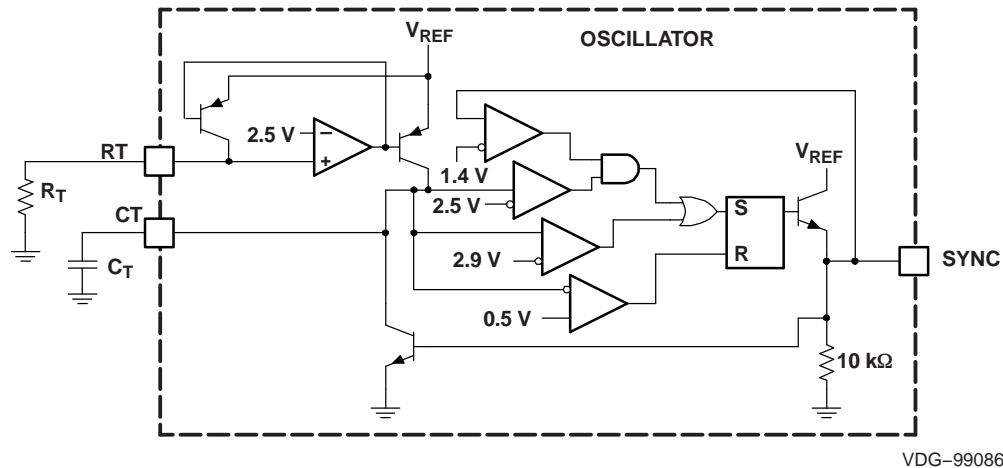 OSCILLATOR
VREF
2.5 V
−
+
RT
RT
CT
CT
1.4 V
2.5 V
2.9 V
0.5 V
S
R
VREF
SYNC
10 kΩ
VDG−99086